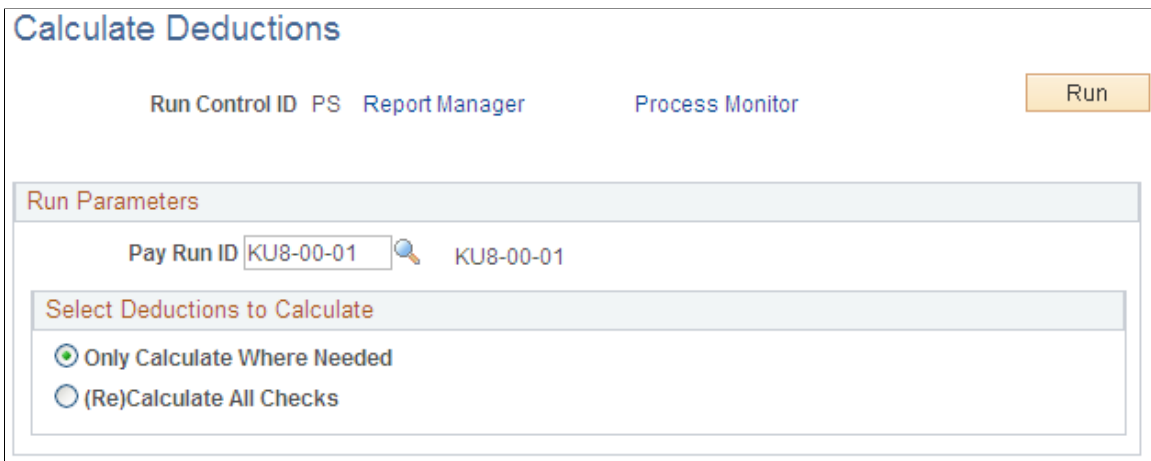 Calculate Deductions
Run Control ID PS Report Manager Process Monitor Run
Run Parameters
Pay Run ID KU8-00-01 KU8-00-01
Select Deductions to Calculate
Only Calculate Where Needed
(Re)Calculate All Checks